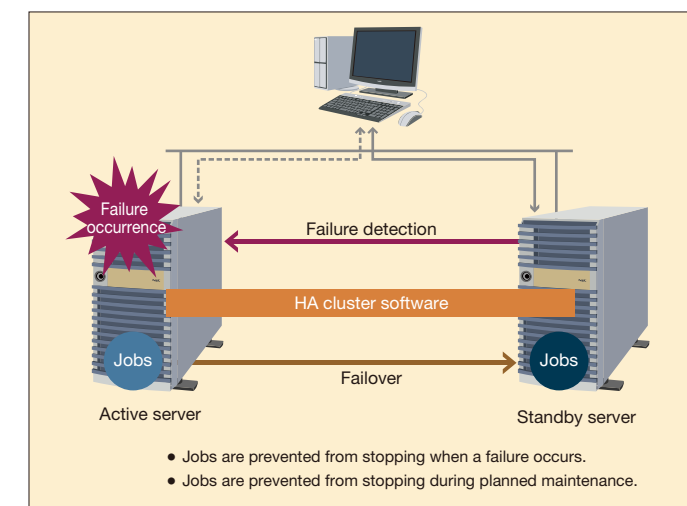 Failure
occurrence
Failure detection
HA cluster software
Jobs
Jobs
Failover
Active server
Standby server
• Jobs are prevented from stopping when a failure occurs.
• Jobs are prevented from stopping during planned maintenance.